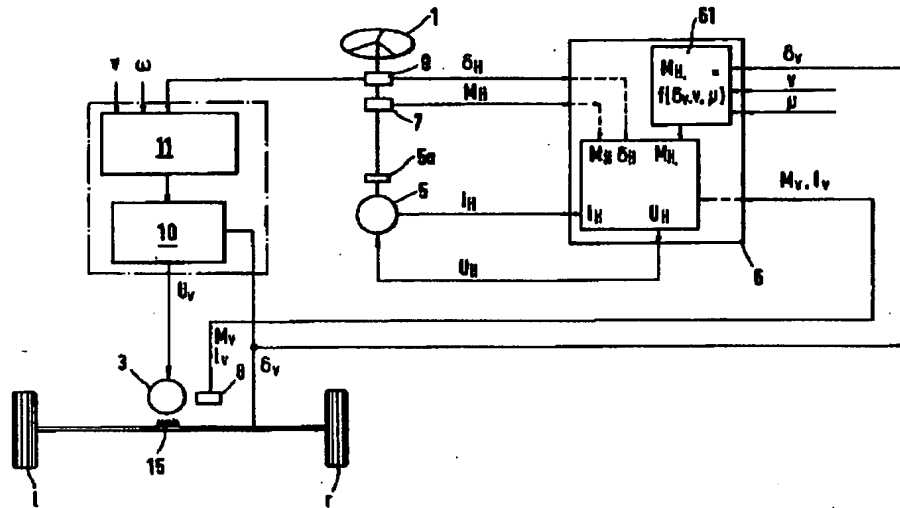 1
61
7
9
δH
MH
MH. =
f{δv.v, μ}
δv
v
μ
v
ω
11
7
5a
5
MH δH MH.
IH UH
Mv. Iv
IH
UH
6
10
Uv
Mv
Iv
3
8
δv
15
l
r